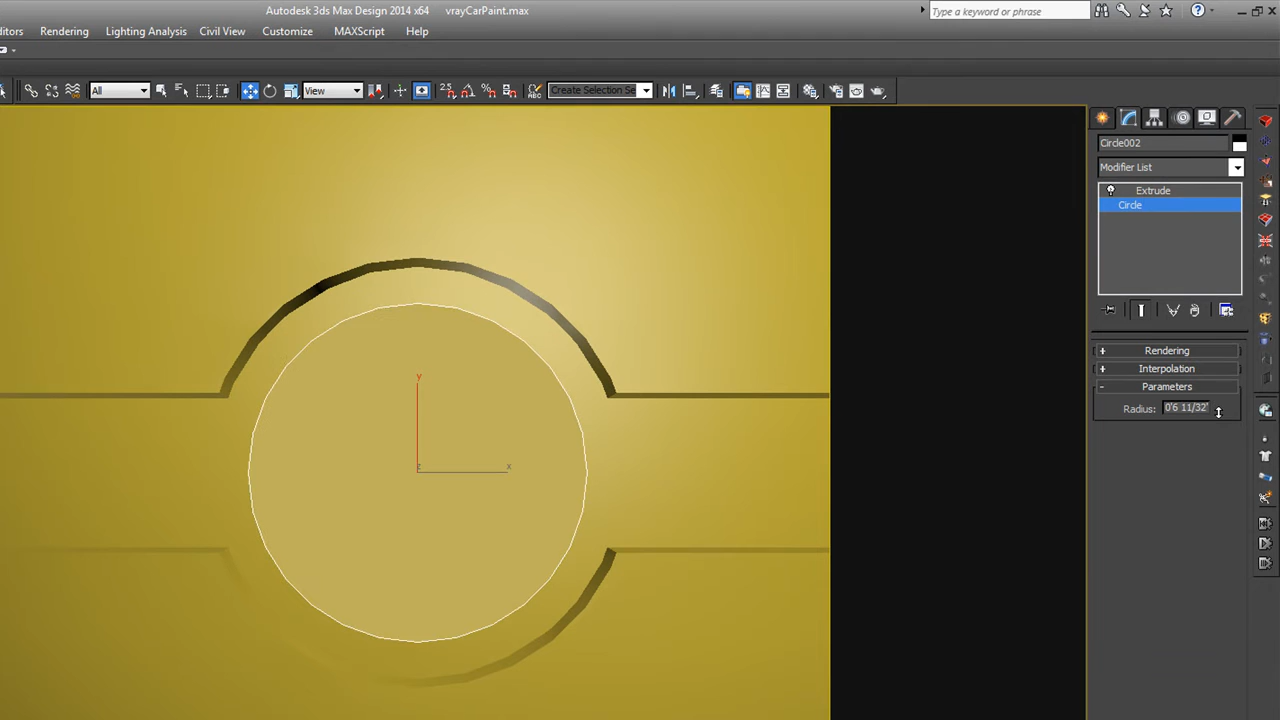 Autodesk 3ds Max Design 2014 x64 vrayCarPaint.max
Type a keyword or phrase
Rendering Lighting Analysis Civil View Customize MAXScript Help
All View Create Selection Se
Circle002
Modifier List
Extrude
Circle
+ Rendering
+ Interpolation
- Parameters
Radius: 0'6 11/32"
y
z x